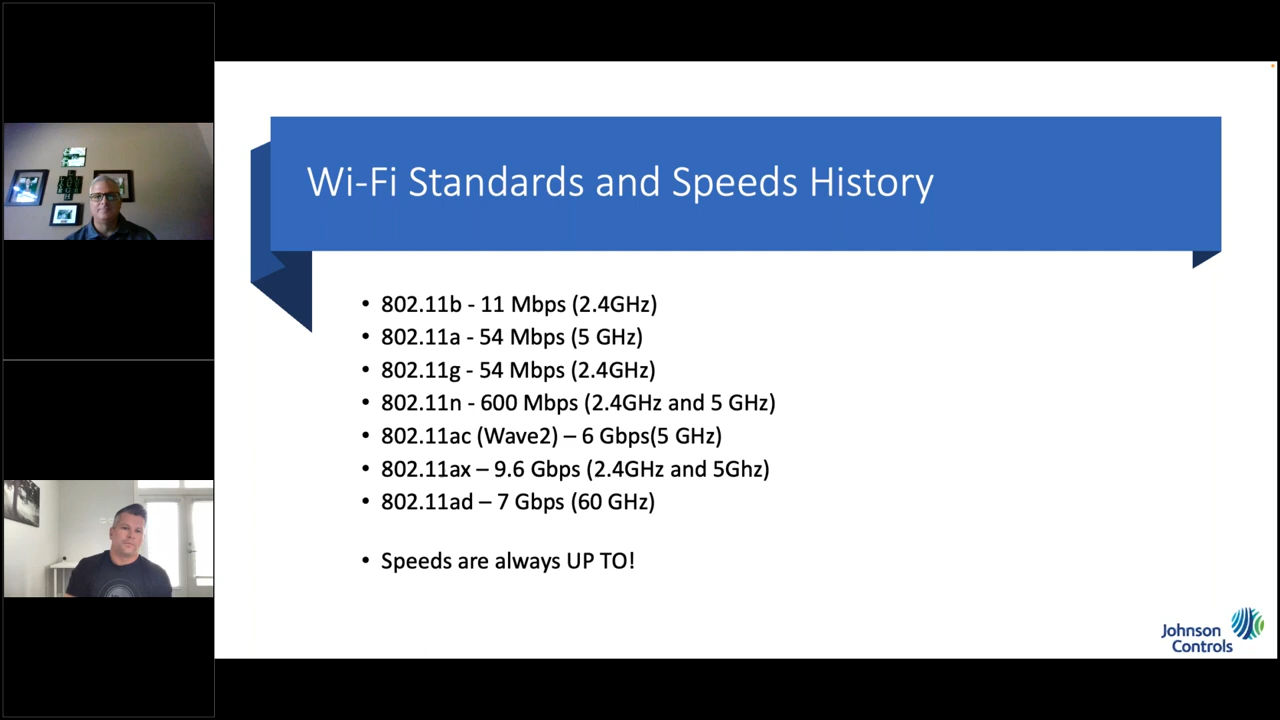 Wi-Fi Standards and Speeds History
• 802.11b - 11 Mbps (2.4GHz)
• 802.11a - 54 Mbps (5 GHz)
• 802.11g - 54 Mbps (2.4GHz)
• 802.11n - 600 Mbps (2.4GHz and 5 GHz)
• 802.11ac (Wave2) – 6 Gbps(5 GHz)
• 802.11ax – 9.6 Gbps (2.4GHz and 5Ghz)
• 802.11ad – 7 Gbps (60 GHz)
• Speeds are always UP TO!
Johnson
Controls